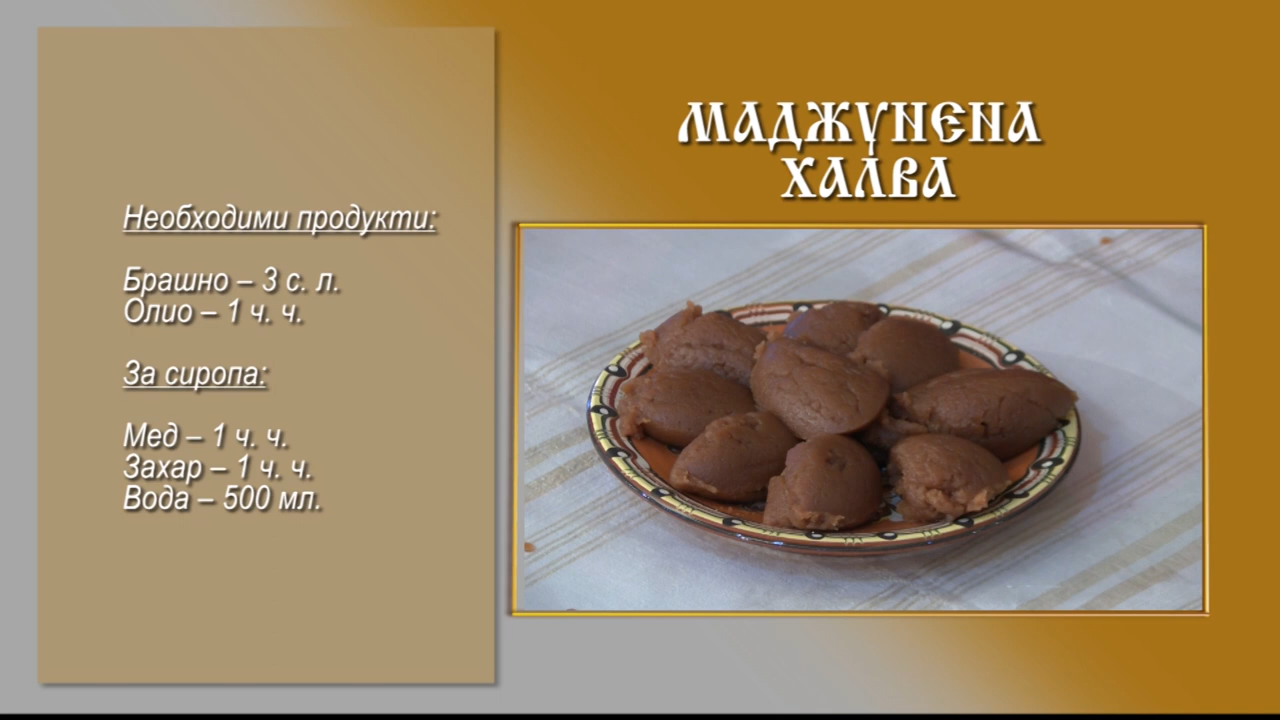 МАДЖУНЕНА
ХАЛВА
Необходими продукти:
Брашно – 3 с. л.
Олио – 1 ч. ч.
За сиропа:
Мед – 1 ч. ч.
Захар – 1 ч. ч.
Вода – 500 мл.